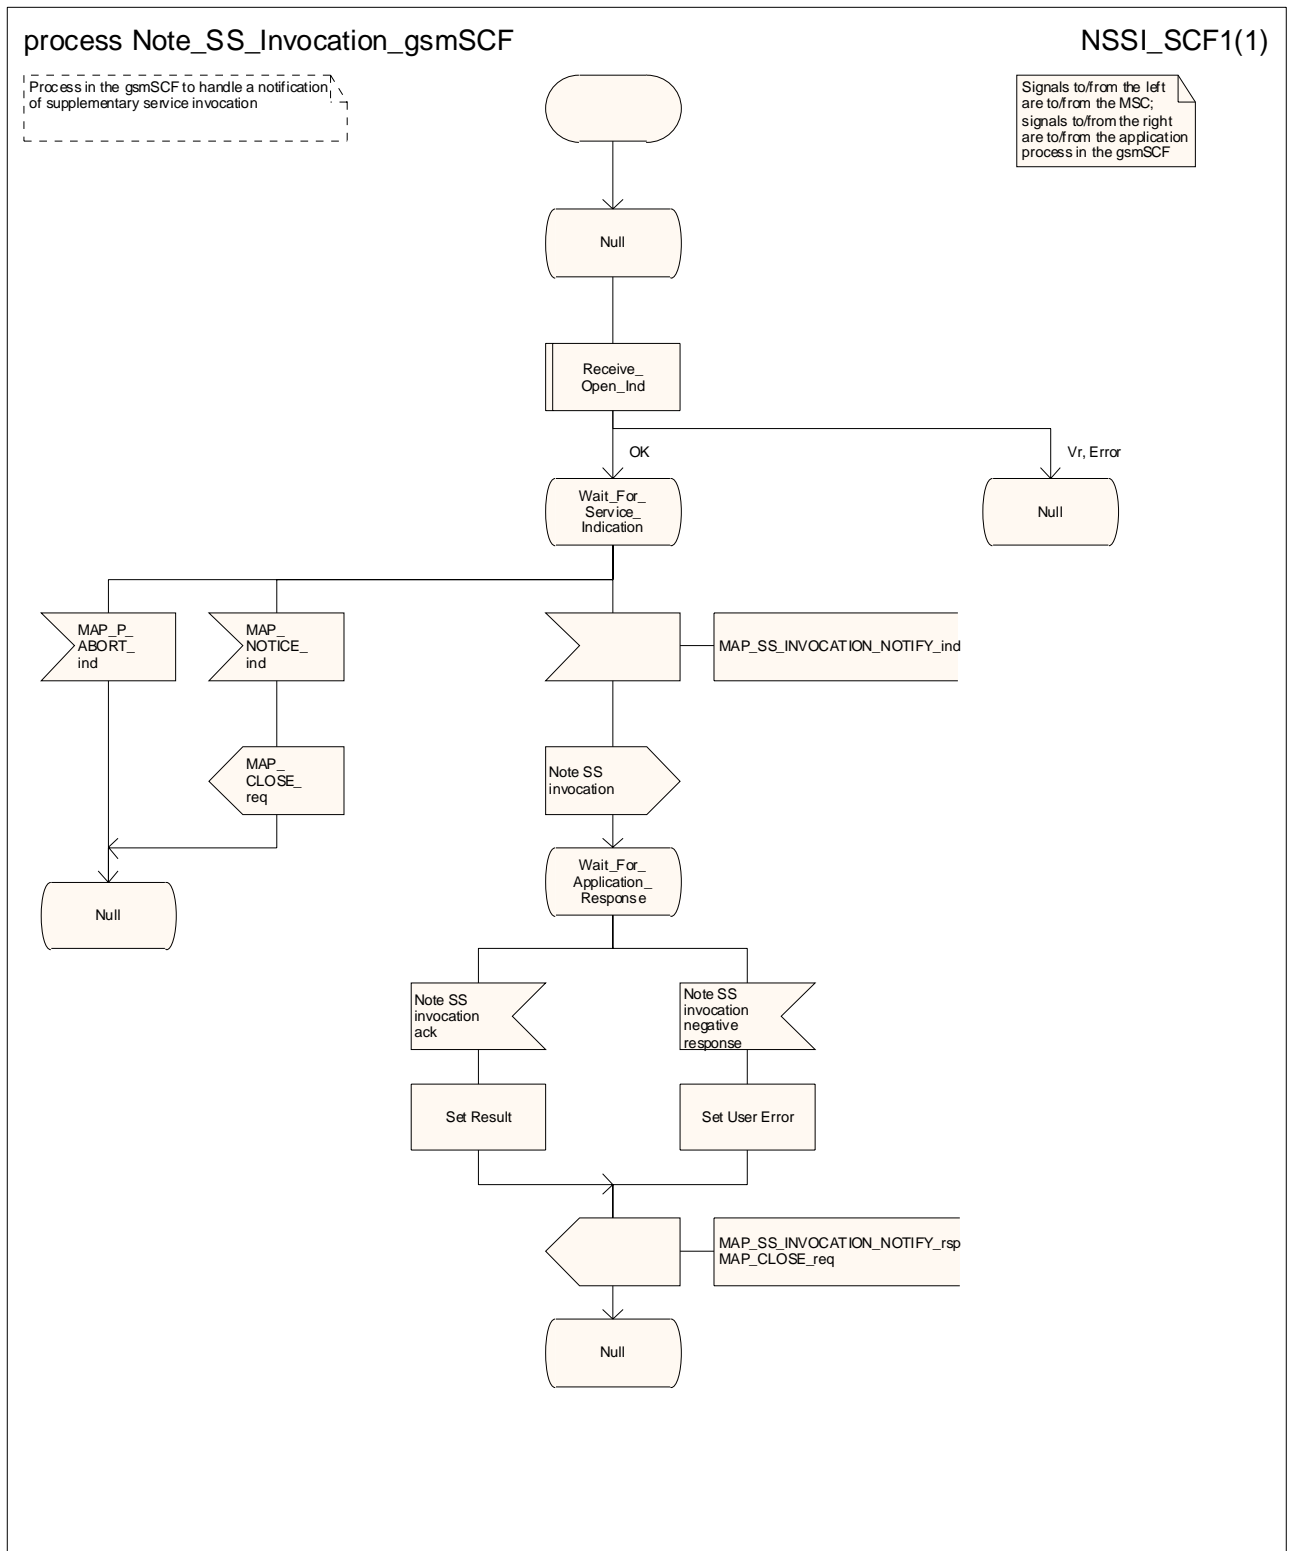 process Note_SS_Invocation_gsmSCF
NSSI_SCF1(1)
Process in the gsmSCF to handle a notification
of supplementary service invocation
Signals to/from the left
are to/from the MSC;
signals to/from the right
are to/from the application
process in the gsmSCF
Null
Receive_
Open_Ind
OK
Vr, Error
Wait_For_
Service_
Indication
Null
MAP_P_
ABORT_
ind
MAP_
NOTICE_
ind
MAP_SS_INVOCATION_NOTIFY_ind
MAP_
CLOSE_
req
Note SS
invocation
Wait_For_
Application_
Response
Null
Note SS
invocation
ack
Note SS
invocation
negative
response
Set Result
Set User Error
MAP_SS_INVOCATION_NOTIFY_rsp
MAP_CLOSE_req
Null